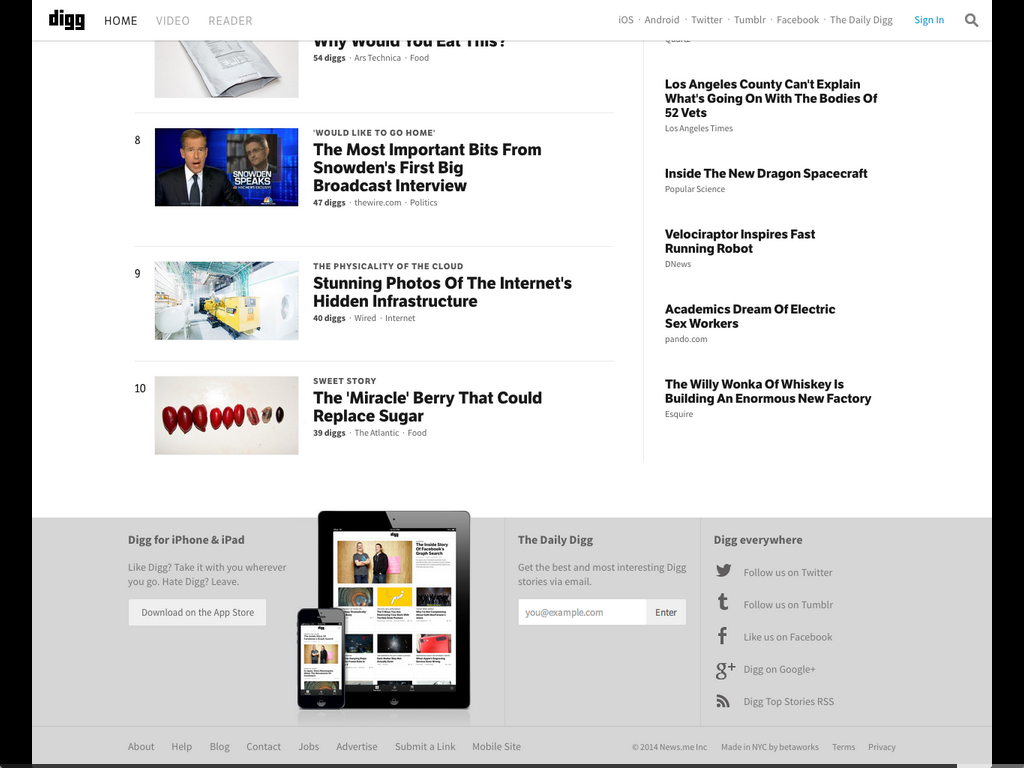 digg
HOME VIDEO READER
iOS · Android · Twitter · Tumblr · Facebook · The Daily Digg
Sign In
Why Would You Eat This?
54 diggs · Ars Technica · Food
8
SNOWDEN
SPEAKS
'WOULD LIKE TO GO HOME'
The Most Important Bits From
Snowden's First Big
Broadcast Interview
47 diggs · thewire.com · Politics
9
THE PHYSICALITY OF THE CLOUD
Stunning Photos Of The Internet's
Hidden Infrastructure
40 diggs · Wired · Internet
10
SWEET STORY
The 'Miracle' Berry That Could
Replace Sugar
39 diggs · The Atlantic · Food
Quartz
Los Angeles County Can't Explain
What's Going On With The Bodies Of
52 Vets
Los Angeles Times
Inside The New Dragon Spacecraft
Popular Science
Velociraptor Inspires Fast
Running Robot
DNews
Academics Dream Of Electric
Sex Workers
pando.com
The Willy Wonka Of Whiskey Is
Building An Enormous New Factory
Esquire
Digg for iPhone & iPad
Like Digg? Take it with you wherever
you go. Hate Digg? Leave.
Download on the App Store
digg
The Inside Story
Of Facebook's
Graph Search
The Daily Digg
Get the best and most interesting Digg
stories via email.
you@example.com
Enter
Digg everywhere
Follow us on Twitter
Follow us on Tumblr
Like us on Facebook
Digg on Google+
Digg Top Stories RSS
About Help Blog Contact Jobs Advertise Submit a Link Mobile Site
© 2014 News.me Inc Made in NYC by betaworks Terms Privacy